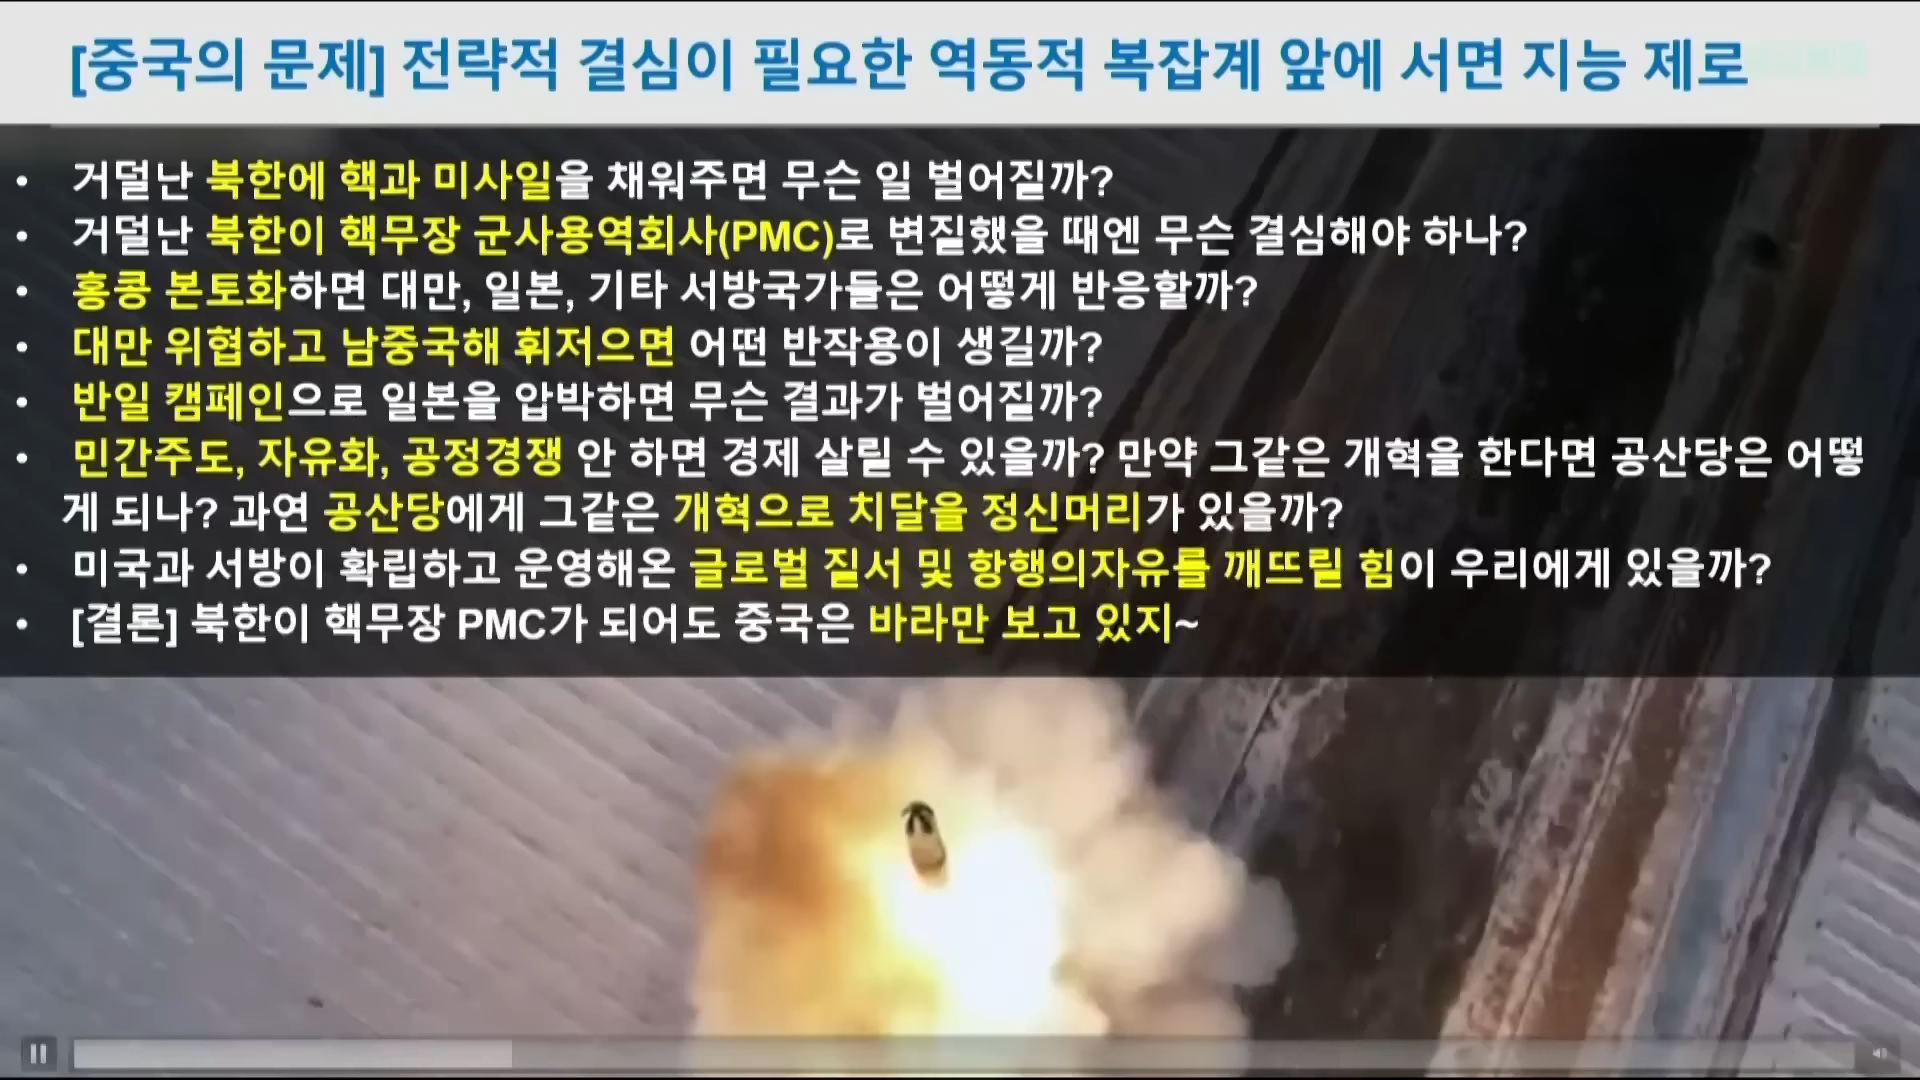 [중국의 문제] 전략적 결심이 필요한 역동적 복잡계 앞에 서면 지능 제로
• 거덜난 북한에 핵과 미사일을 채워주면 무슨 일 벌어질까?
• 거덜난 북한이 핵무장 군사용역회사(PMC)로 변질했을 때엔 무슨 결심해야 하나?
• 홍콩 본토화하면 대만, 일본, 기타 서방국가들은 어떻게 반응할까?
• 대만 위협하고 남중국해 휘저으면 어떤 반작용이 생길까?
• 반일 캠페인으로 일본을 압박하면 무슨 결과가 벌어질까?
• 민간주도, 자유화, 공정경쟁 안 하면 경제 살릴 수 있을까? 만약 그같은 개혁을 한다면 공산당은 어떻
게 되나? 과연 공산당에게 그같은 개혁으로 치달을 정신머리가 있을까?
• 미국과 서방이 확립하고 운영해온 글로벌 질서 및 항행의자유를 깨뜨릴 힘이 우리에게 있을까?
• [결론] 북한이 핵무장 PMC가 되어도 중국은 바라만 보고 있지~